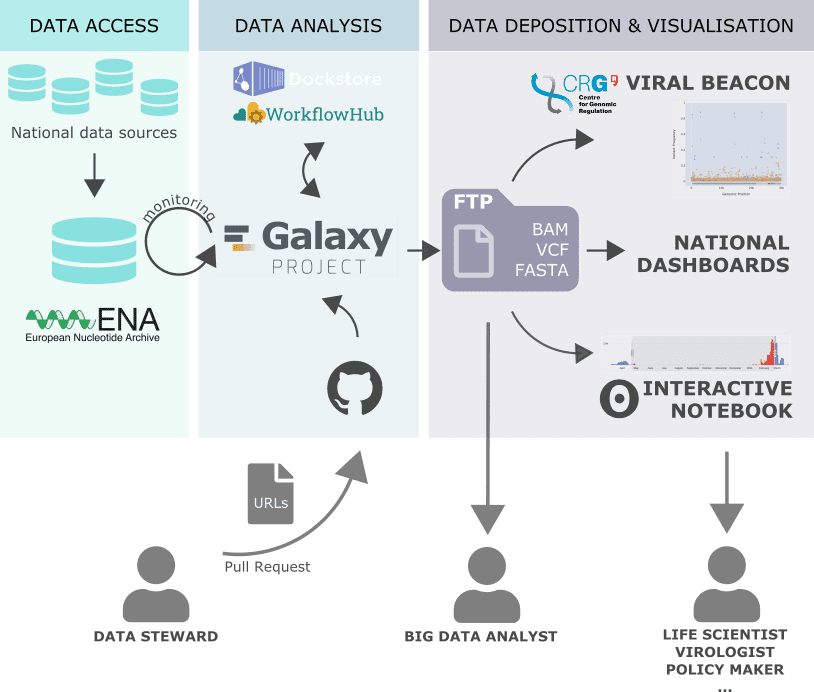 DATA ACCESS
DATA ANALYSIS
DATA DEPOSITION & VISUALISATION
National data sources
monitoring
ENA
European Nucleotide Archive
Dockstore
WorkflowHub
Galaxy
PROJECT
FTP
BAM
VCF
FASTA
CRG
Centre
for Genomic
Regulation
VIRAL BEACON
Genomic Position
NATIONAL
DASHBOARDS
INTERACTIVE
NOTEBOOK
URLs
Pull Request
DATA STEWARD
BIG DATA ANALYST
LIFE SCIENTIST
VIROLOGIST
POLICY MAKER
...